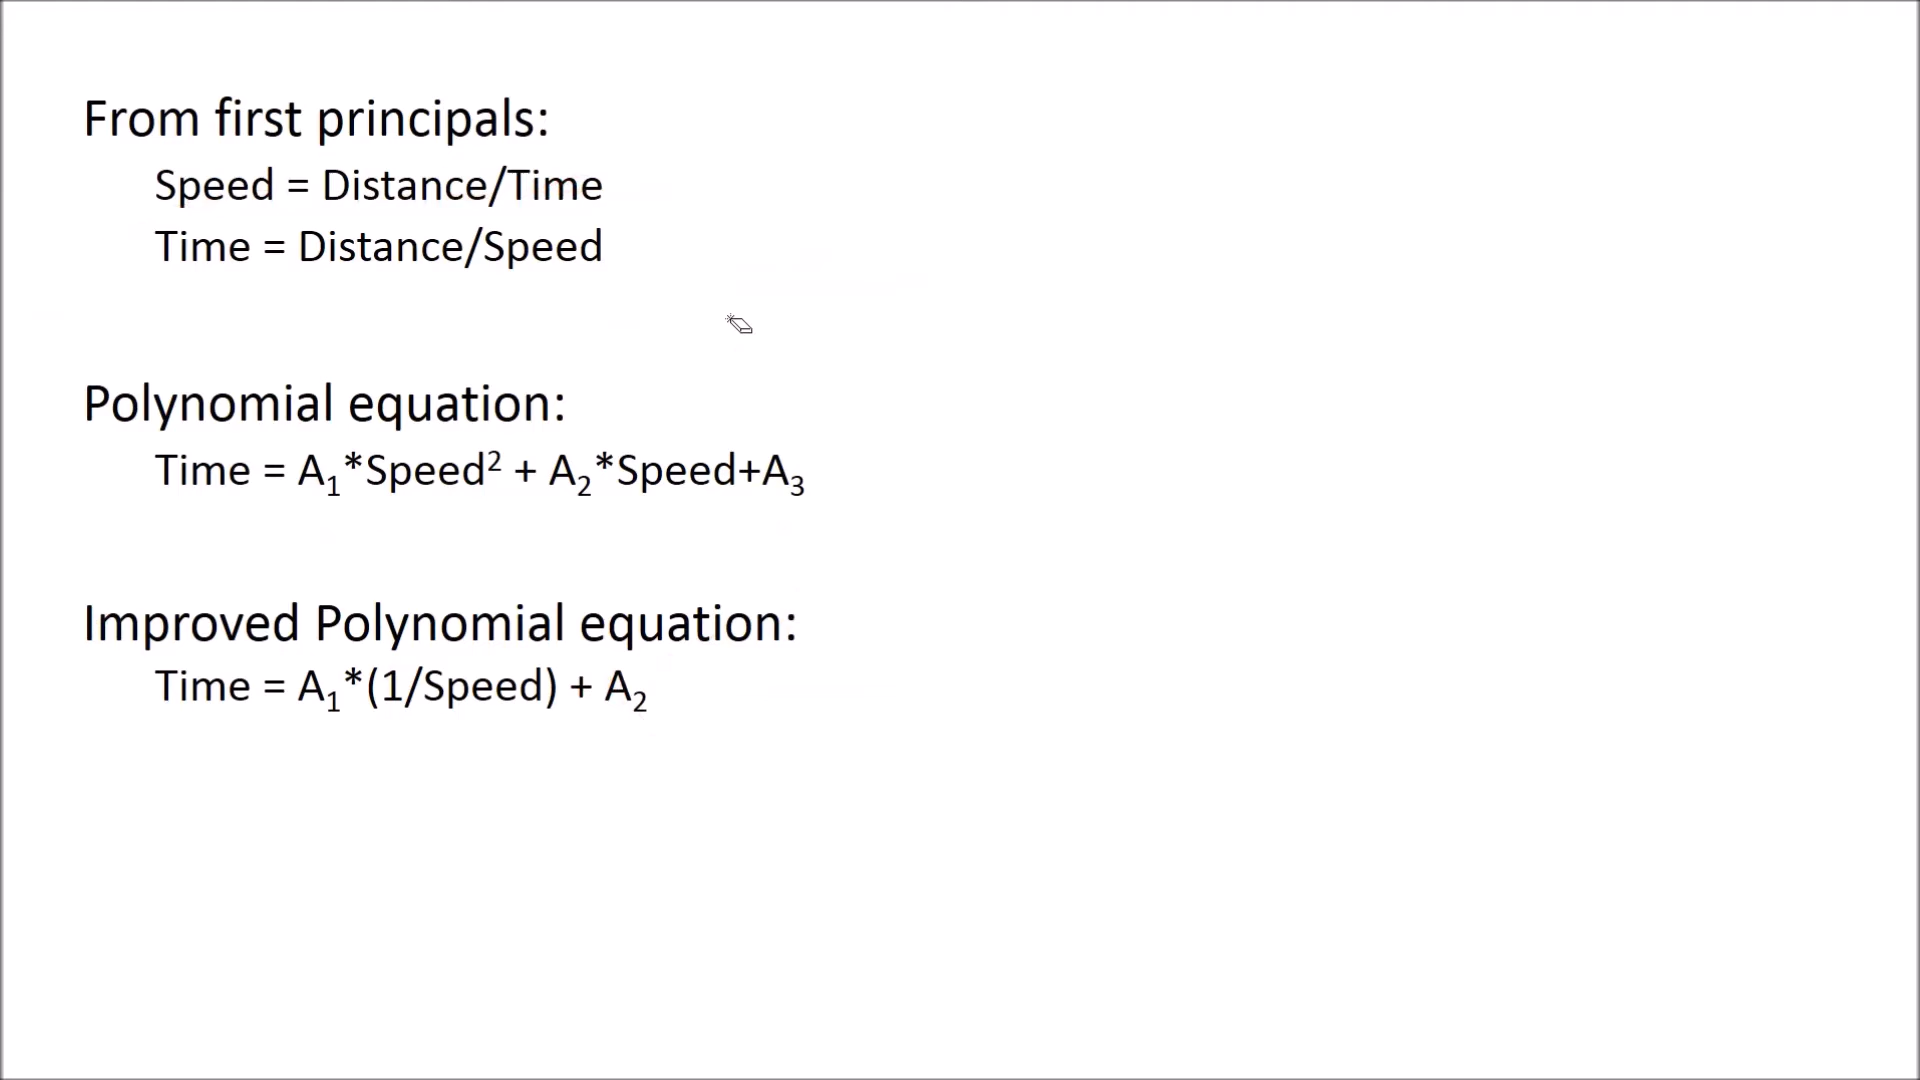 From first principals:
Speed = Distance/Time
Time = Distance/Speed
Polynomial equation:
Time = A₁*Speed² + A₂*Speed+A₃
Improved Polynomial equation:
Time = A₁*(1/Speed) + A₂